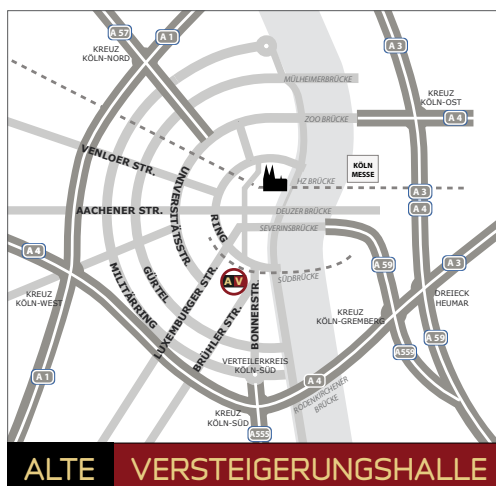 A 57
A 1
KREUZ
KÖLN-NORD
A 3
MÜLHEIMERBRÜCKE
KREUZ
KÖLN-OST
ZOO BRÜCKE
A 4
VENLOER STR.
KÖLN
MESSE
HZ BRÜCKE
UNIVERSITÄTSSTR.
A 3
A 4
AACHENER STR.
RING
DEUZER BRÜCKE
SEVERINSBRÜCKE
A 4
A 59
A 3
SÜDBRÜCKE
AV
KREUZ
KÖLN-WEST
MILITÄRRING
GÜRTEL
LUXEMBURGER STR.
BRÜHLER STR.
BONNERSTR.
DREIECK
HEUMAR
KREUZ
KÖLN-GREMBERG
A 59
A559
VERTEILERKREIS
KÖLN-SÜD
A 1
A 4
RODENKIRCHENER
BRÜCKE
KREUZ
KÖLN-SÜD
A555
ALTE VERSTEIGERUNGSHALLE